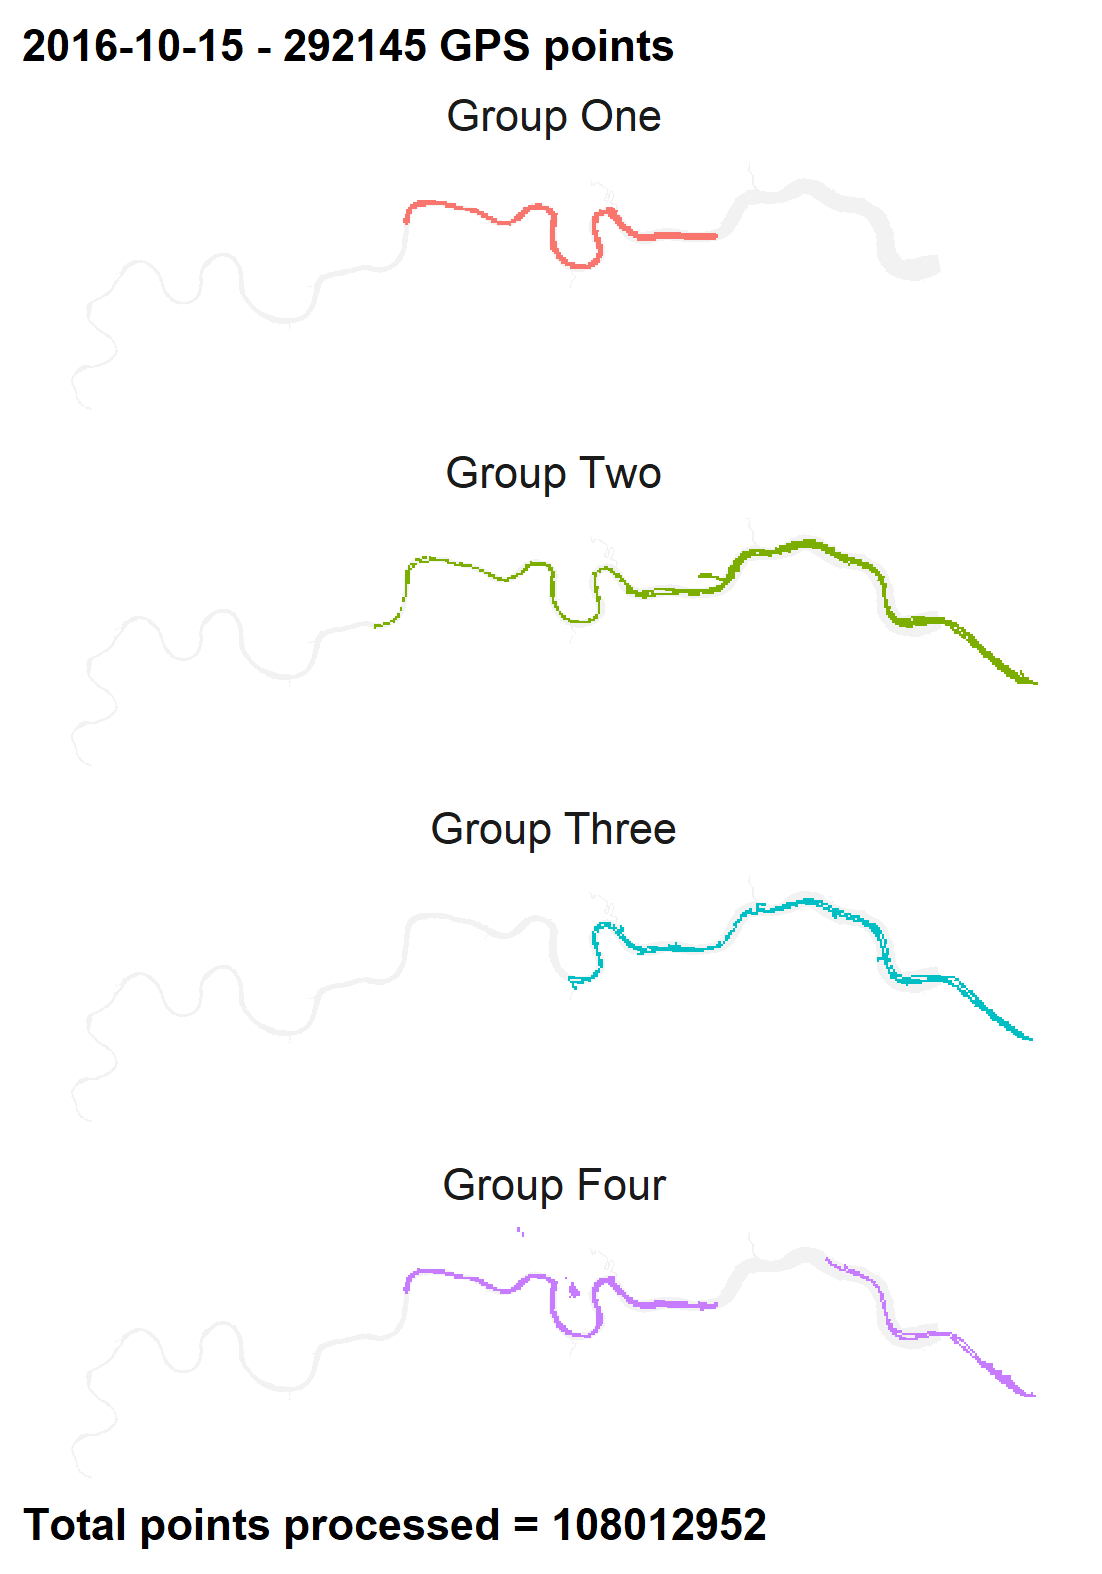 2016-10-15 - 292145 GPS points
Group One
Group Two
Group Three
Group Four
Total points processed = 108012952